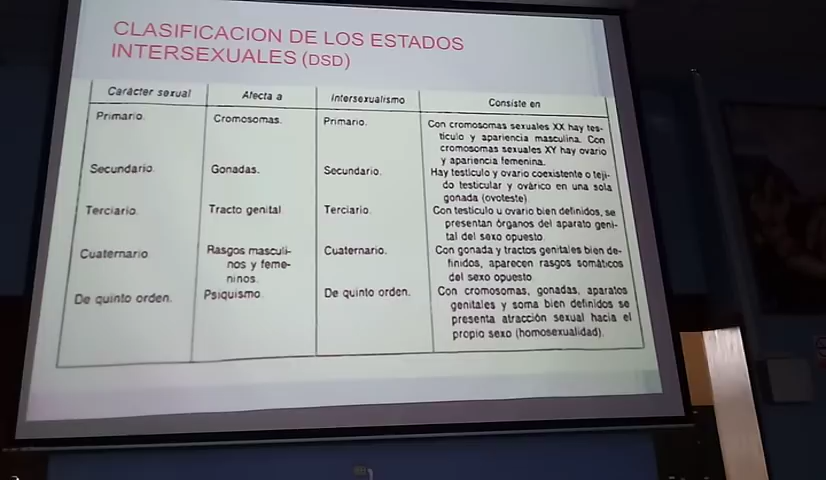 CLASIFICACION DE LOS ESTADOS
INTERSEXUALES (DSD)
Carácter sexual Afecta a Intersexualismo Consiste en
Primario. Cromosomas. Primario. Con cromosomas sexuales XX hay tes-
tículo y apariencia masculina. Con
cromosomas sexuales XY hay ovario
y apariencia femenina.
Secundario. Gonadas. Secundario. Hay testículo y ovario coexistente o teji-
do testicular y ovárico en una sola
gonada (ovoteste)
Terciario. Tracto genital. Terciario. Con testículo u ovario bien definidos, se
presentan órganos del aparato geni-
tal del sexo opuesto.
Cuaternario. Rasgos masculi- Cuaternario. Con gonada y tractos genitales bien de-
nos y feme- finidos, aparecen rasgos somáticos
ninos. del sexo opuesto.
De quinto orden. Psiquismo. De quinto orden. Con cromosomas, gonadas, aparatos
genitales y soma bien definidos se
presenta atracción sexual hacia el
propio sexo (homosexualidad).